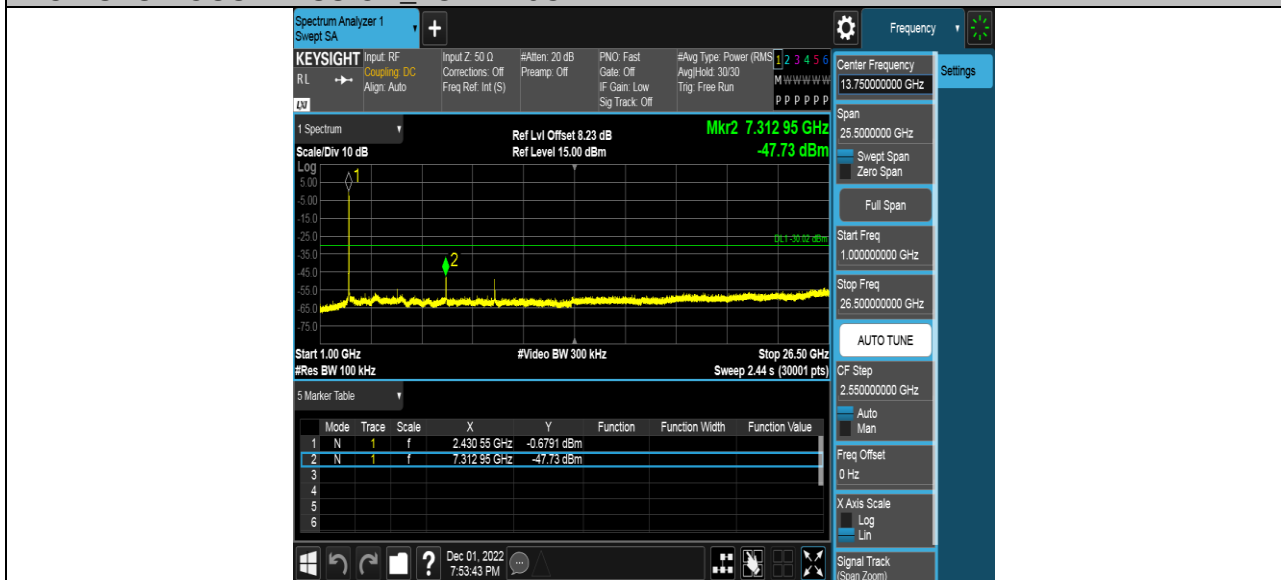 Spectrum Analyzer 1
Swept SA
+
Frequency
KEYSIGHT
RL
LXI
Input: RF
Coupling: DC
Align: Auto
Input Z: 50 Ω
Corrections: Off
Freq Ref: Int (S)
#Atten: 20 dB
Preamp: Off
PNO: Fast
Gate: Off
IF Gain: Low
Sig Track: Off
#Avg Type: Power (RMS
Avg|Hold: 30/30
Trig: Free Run
1 2 3 4 5 6
M W W W W W
P P P P P P
1 Spectrum
Scale/Div 10 dB
Ref Lvl Offset 8.23 dB
Ref Level 15.00 dBm
Mkr2 7.312 95 GHz
-47.73 dBm
Log
5.00
-5.00
-15.0
-25.0
-35.0
-45.0
-55.0
-65.0
-75.0
1
2
DL1 -30.02 dBm
Start 1.00 GHz
#Video BW 300 kHz
Stop 26.50 GHz
#Res BW 100 kHz
Sweep 2.44 s (30001 pts)
5 Marker Table
Mode Trace Scale X Y Function Function Width Function Value
1 N 1 f 2.430 55 GHz -0.6791 dBm
2 N 1 f 7.312 95 GHz -47.73 dBm
3
4
5
6
?
Dec 01, 2022
7:53:43 PM
Center Frequency
13.750000000 GHz
Settings
Span
25.5000000 GHz
Swept Span
Zero Span
Full Span
Start Freq
1.000000000 GHz
Stop Freq
26.500000000 GHz
AUTO TUNE
CF Step
2.550000000 GHz
Auto
Man
Freq Offset
0 Hz
X Axis Scale
Log
Lin
Signal Track
(Span Zoom)